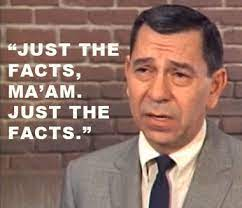 “JUST THE
FACTS,
MA’AM.
JUST THE
FACTS.”